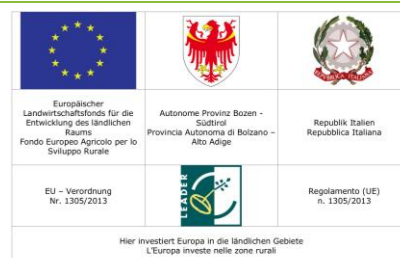 Europäischer
Landwirtschaftsfonds für die
Entwicklung des ländlichen
Raums
Fondo Europeo Agricolo per lo
Sviluppo Rurale
Autonome Provinz Bozen -
Südtirol
Provincia Autonoma di Bolzano –
Alto Adige
Republik Italien
Repubblica Italiana
EU – Verordnung
Nr. 1305/2013
LEADER
Regolamento (UE)
n. 1305/2013
Hier investiert Europa in die ländlichen Gebiete
L'Europa investe nelle zone rurali